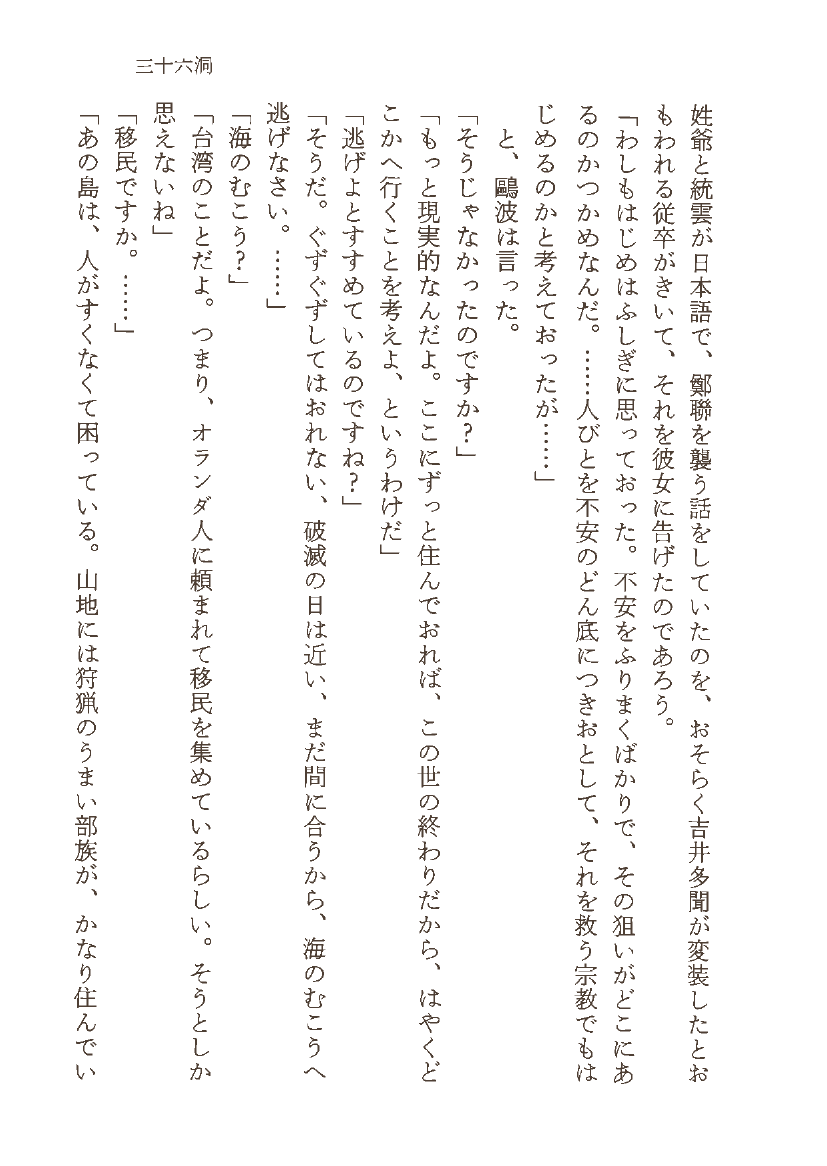 三十六洞
姓爺と統雲が日本語で、鄭聯を襲う話をしていたのを、おそらく吉井多聞が変装したとお
もわれる従卒がきいて、それを彼女に告げたのであろう。
「わしもはじめはふしぎに思っておった。不安をふりまくばかりで、その狙いがどこにあ
るのかつかめなんだ。……人びとを不安のどん底につきおとして、それを救う宗教でもは
じめるのかと考えておったが……」
と、鷗波は言った。
「そうじゃなかったのですか？」
「もっと現実的なんだよ。ここにずっと住んでおれば、この世の終わりだから、はやくど
こかへ行くことを考えよ、というわけだ」
「逃げよとすすめているのですね？」
「そうだ。ぐずぐずしてはおれない、破滅の日は近い、まだ間に合うから、海のむこうへ
逃げなさい。……」
「海のむこう？」
「台湾のことだよ。つまり、オランダ人に頼まれて移民を集めているらしい。そうとしか
思えないね」
「移民ですか。……」
「あの島は、人がすくなくて困っている。山地には狩猟のうまい部族が、かなり住んでい